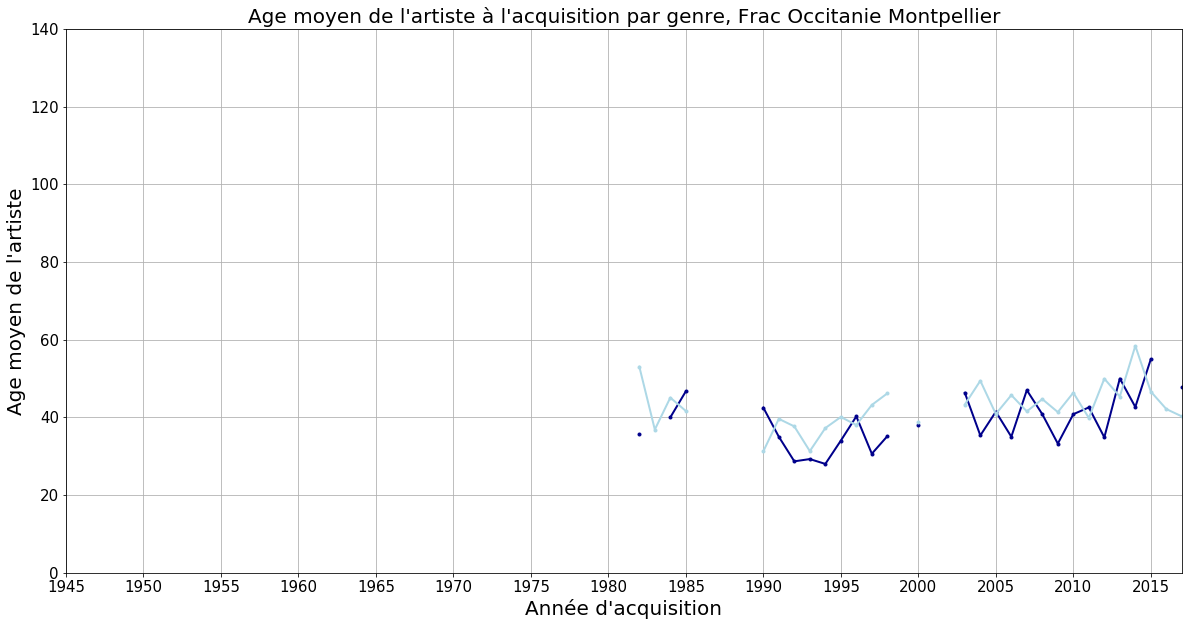 Age moyen de l'artiste à l'acquisition par genre, Frac Occitanie Montpellier
140
120
100
80
60
40
20
0
Age moyen de l'artiste
1945 1950 1955 1960 1965 1970 1975 1980 1985 1990 1995 2000 2005 2010 2015
Année d'acquisition